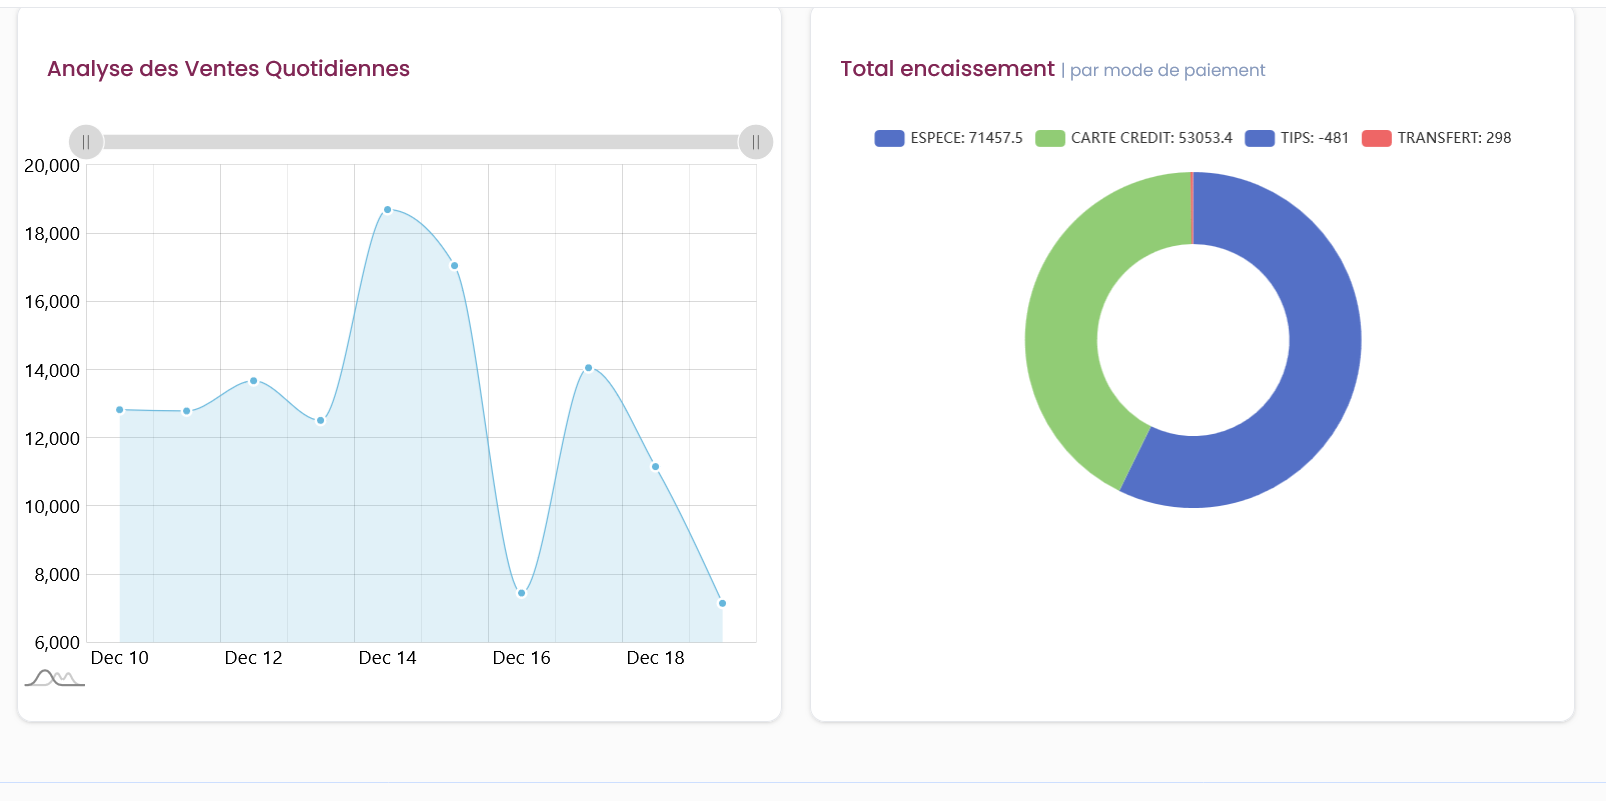 Analyse des Ventes Quotidiennes
20,000
18,000
16,000
14,000
12,000
10,000
8,000
6,000
Dec 10 Dec 12 Dec 14 Dec 16 Dec 18
Total encaissement | par mode de paiement
ESPECE: 71457.5 CARTE CREDIT: 53053.4 TIPS: -481 TRANSFERT: 298